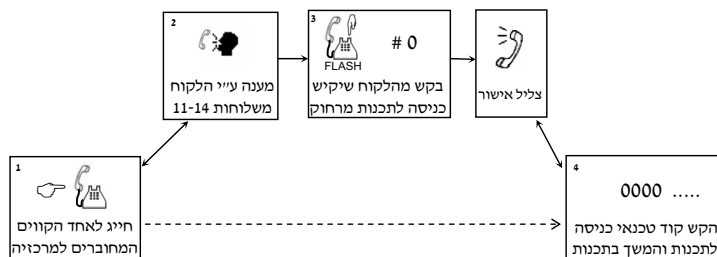 1
חייג לאחד הקווים
המחוברים למרכזיה
2
מענה ע״י הלקוח
משלוחות 11-14
3
# 0
FLASH
בקש מהלקוח שיקיש
כניסה לתכנות מרחוק
צליל אישור
4
0000 .....
הקש קוד טכנאי כניסה
לתכנות והמשך בתכנות